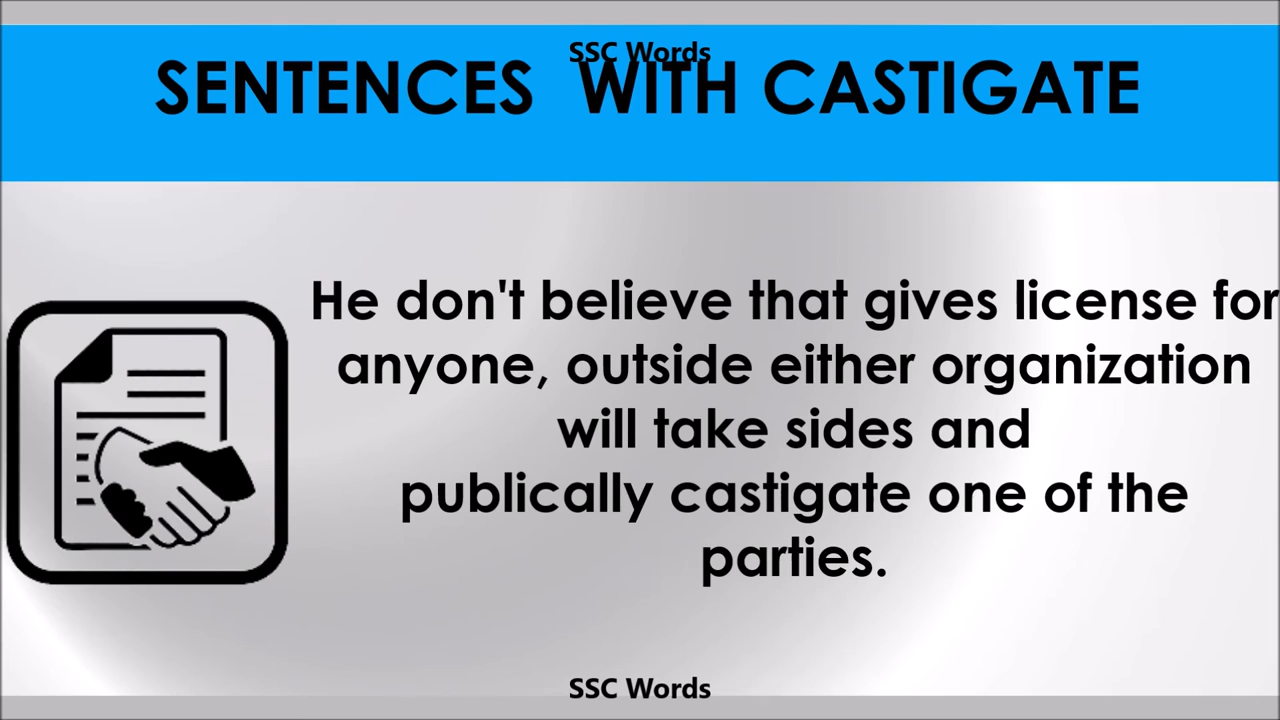 SSC Words
SENTENCES WITH CASTIGATE
He don't believe that gives license for
anyone, outside either organization
will take sides and
publically castigate one of the
parties.
SSC Words